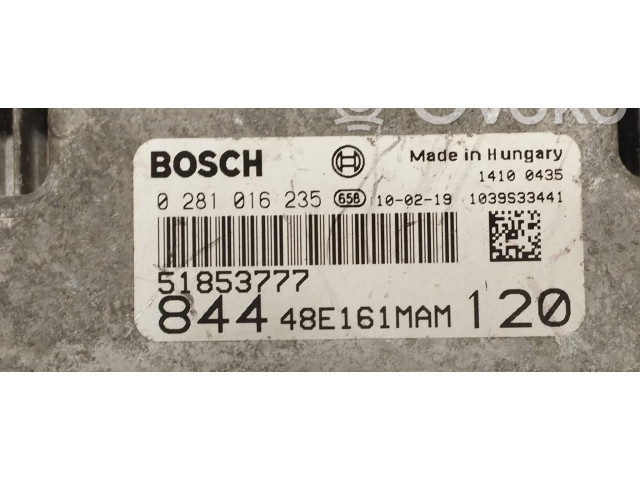 OVOKO
BOSCH Made in Hungary
1410 0435
0 281 016 235 658 10-02-19 1039S33441
51853777
844 48E161MAM 120